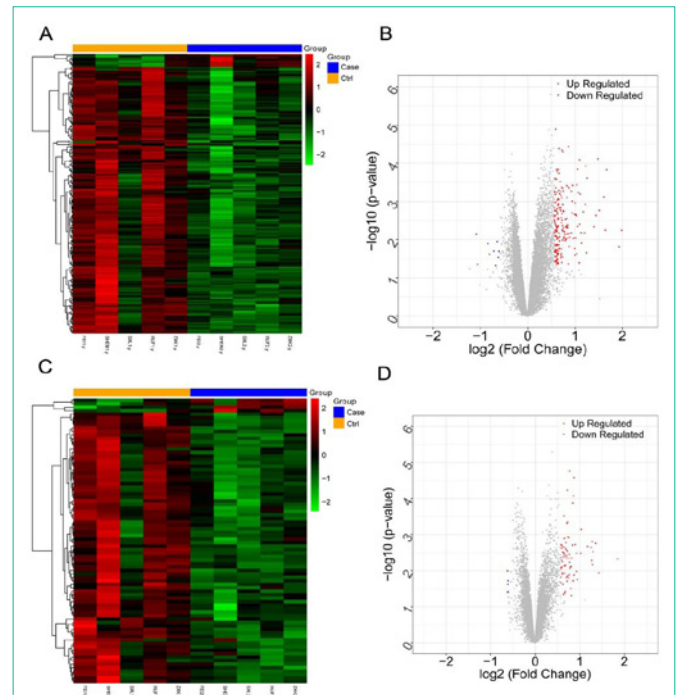 A
Group
Group
Case
Ctrl
2
1
0
−1
−2
B
Up Regulated
Down Regulated
−log10 (p−value)
6
5
4
3
2
1
0
−2 −1 0 1 2
log2 (Fold Change)
C
Group
Group
Case
Ctrl
2
1
0
−1
−2
D
Up Regulated
Down Regulated
−log10 (p−value)
6
5
4
3
2
1
0
−2 −1 0 1 2
log2 (Fold Change)